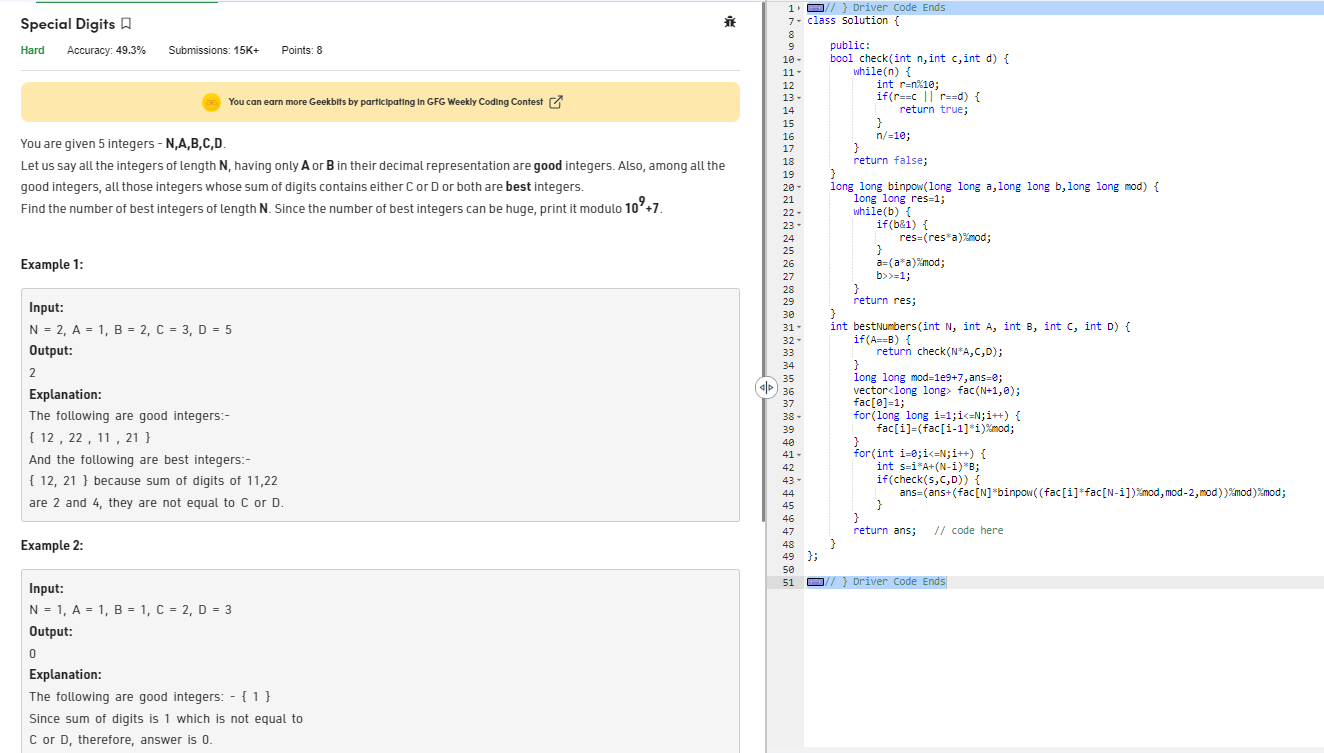 Special Digits
Hard Accuracy: 49.3% Submissions: 15K+ Points: 8
You can earn more Geekbits by participating in GFG Weekly Coding Contest
You are given 5 integers - N,A,B,C,D.
Let us say all the integers of length N, having only A or B in their decimal representation are good integers. Also, among all the
good integers, all those integers whose sum of digits contains either C or D or both are best integers.
Find the number of best integers of length N. Since the number of best integers can be huge, print it modulo 10^9+7.
Example 1:
Input:
N = 2, A = 1, B = 2, C = 3, D = 5
Output:
2
Explanation:
The following are good integers:-
{ 12 , 22 , 11 , 21 }
And the following are best integers:-
{ 12, 21 } because sum of digits of 11,22
are 2 and 4, they are not equal to C or D.
Example 2:
Input:
N = 1, A = 1, B = 1, C = 2, D = 3
Output:
0
Explanation:
The following are good integers: - { 1 }
Since sum of digits is 1 which is not equal to
C or D, therefore, answer is 0.
1 // } Driver Code Ends
7 class Solution {
8
9 public:
10 bool check(int n,int c,int d) {
11 while(n) {
12 int r=n%10;
13 if(r==c || r==d) {
14 return true;
15 }
16 n/=10;
17 }
18 return false;
19 }
20 long long binpow(long long a,long long b,long long mod) {
21 long long res=1;
22 while(b) {
23 if(b&1) {
24 res=(res*a)%mod;
25 }
26 a=(a*a)%mod;
27 b>>=1;
28 }
29 return res;
30 }
31 int bestNumbers(int N, int A, int B, int C, int D) {
32 if(A==B) {
33 return check(N*A,C,D);
34 }
35 long long mod=1e9+7,ans=0;
36 vector<long long> fac(N+1,0);
37 fac[0]=1;
38 for(long long i=1;i<=N;i++) {
39 fac[i]=(fac[i-1]*i)%mod;
40 }
41 for(int i=0;i<=N;i++) {
42 int s=i*A+(N-i)*B;
43 if(check(s,C,D)) {
44 ans=(ans+(fac[N]*binpow((fac[i]*fac[N-i])%mod,mod-2,mod))%mod)%mod;
45 }
46 }
47 return ans; // code here
48 }
49 };
50
51 // } Driver Code Ends